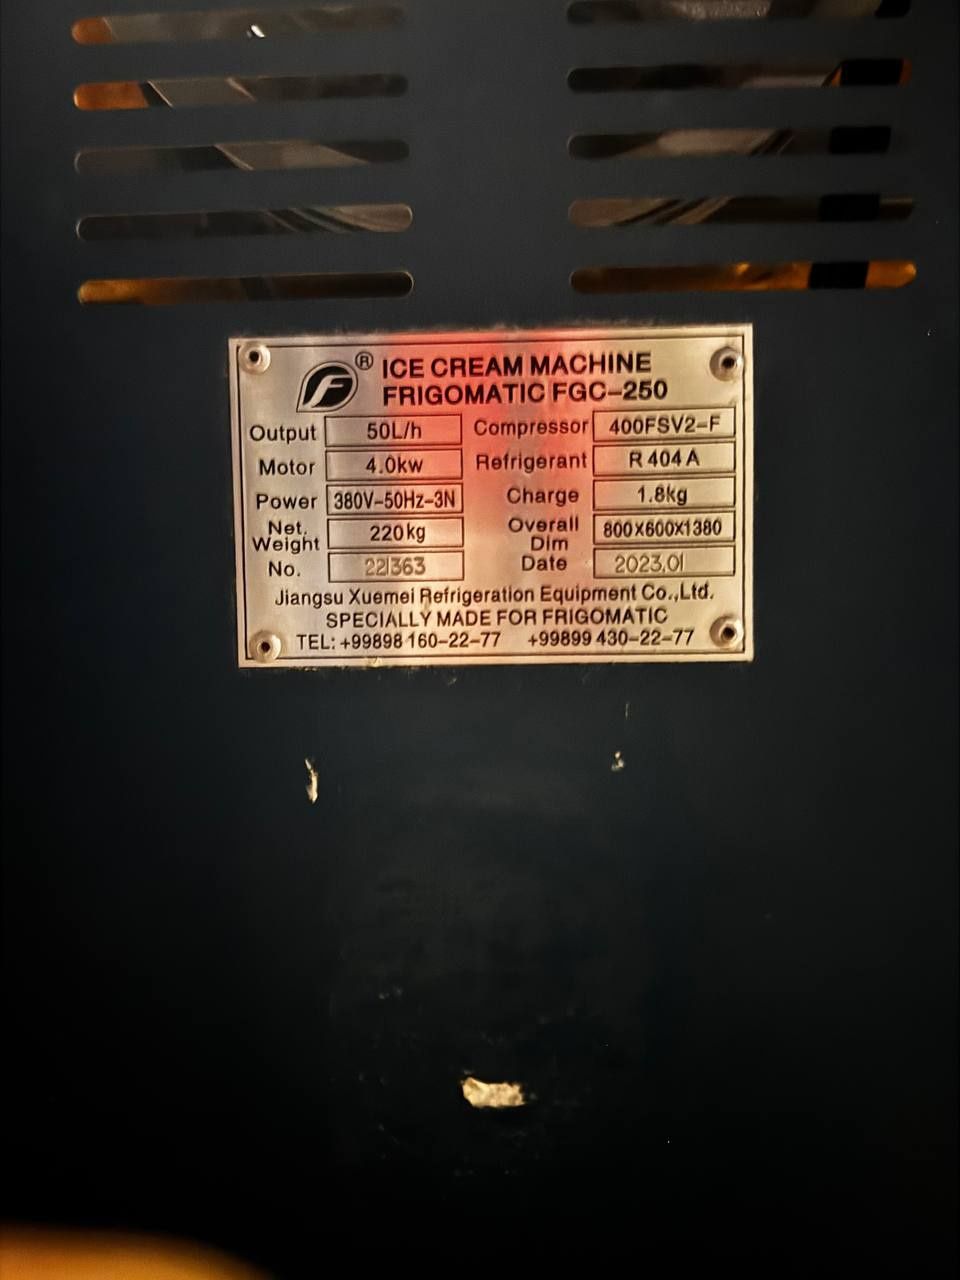 ® ICE CREAM MACHINE
FRIGOMATIC FGC-250
Output 50L/h Compressor 400FSV2-F
Motor 4.0kw Refrigerant R404A
Power 380V-50Hz-3N Charge 1.8kg
Net. Weight 220kg Overall Dim 800X600X1380
No. 221363 Date 2023.01
Jiangsu Xuemei Refrigeration Equipment Co.,Ltd.
SPECIALLY MADE FOR FRIGOMATIC
TEL: +99898 160-22-77 +99899 430-22-77